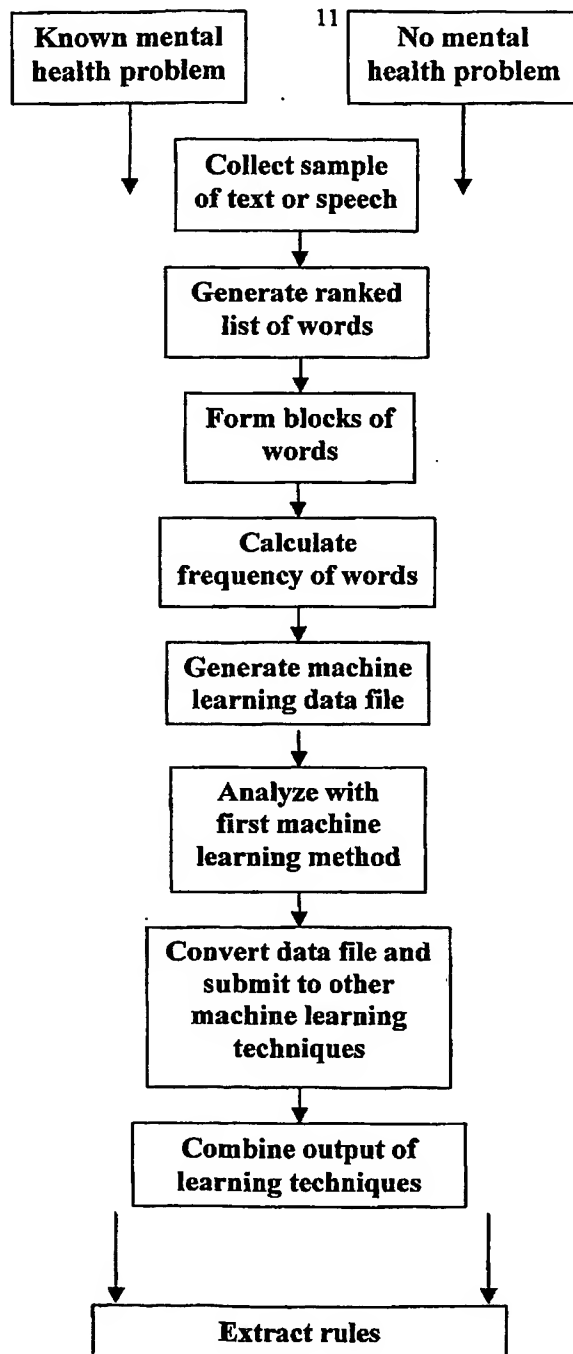 11
Known mental
health problem
No mental
health problem
Collect sample
of text or speech
Generate ranked
list of words
Form blocks of
words
Calculate
frequency of words
Generate machine
learning data file
Analyze with
first machine
learning method
Convert data file and
submit to other
machine learning
techniques
Combine output of
learning techniques
Extract rules